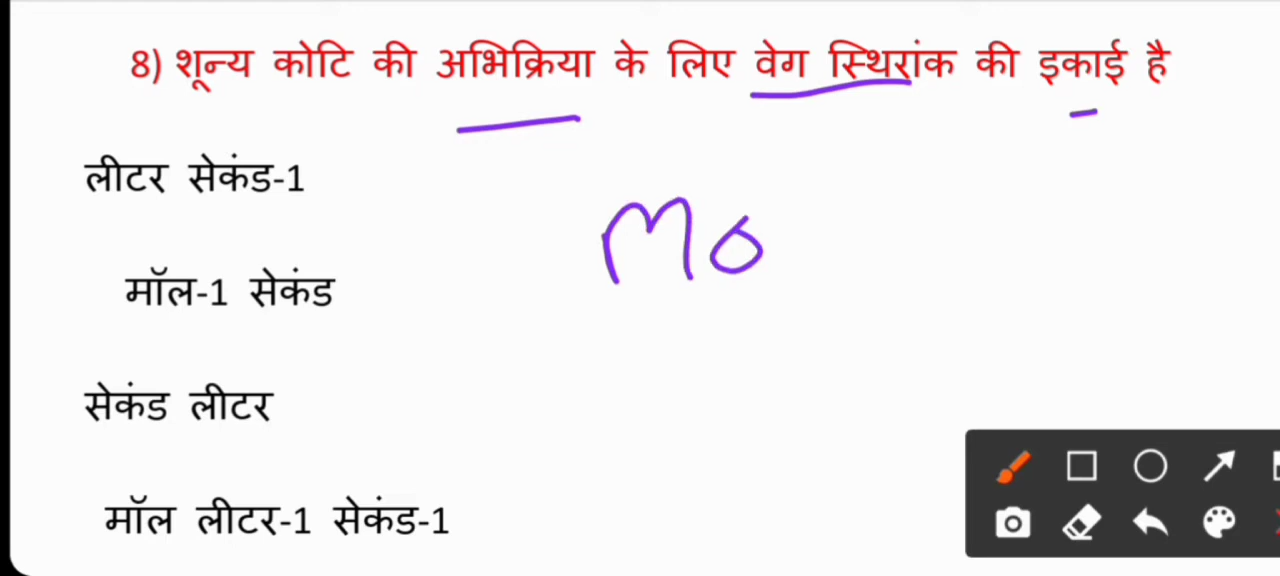 8) शून्य कोटि की अभिक्रिया के लिए वेग स्थिरांक की इकाई है
लीटर सेकंड-1
मॉल-1 सेकंड
Mo
सेकंड लीटर
मॉल लीटर-1 सेकंड-1